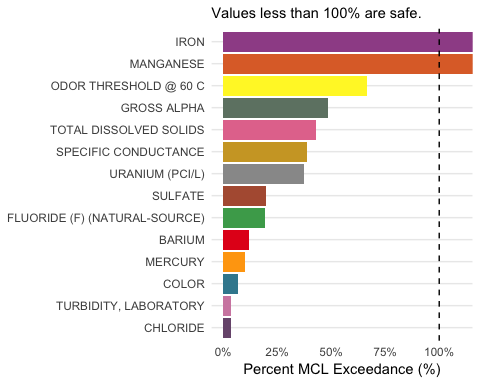 Values less than 100% are safe.
IRON
MANGANESE
ODOR THRESHOLD @ 60 C
GROSS ALPHA
TOTAL DISSOLVED SOLIDS
SPECIFIC CONDUCTANCE
URANIUM (PCI/L)
SULFATE
FLUORIDE (F) (NATURAL-SOURCE)
BARIUM
MERCURY
COLOR
TURBIDITY, LABORATORY
CHLORIDE
0% 25% 50% 75% 100%
Percent MCL Exceedance (%)